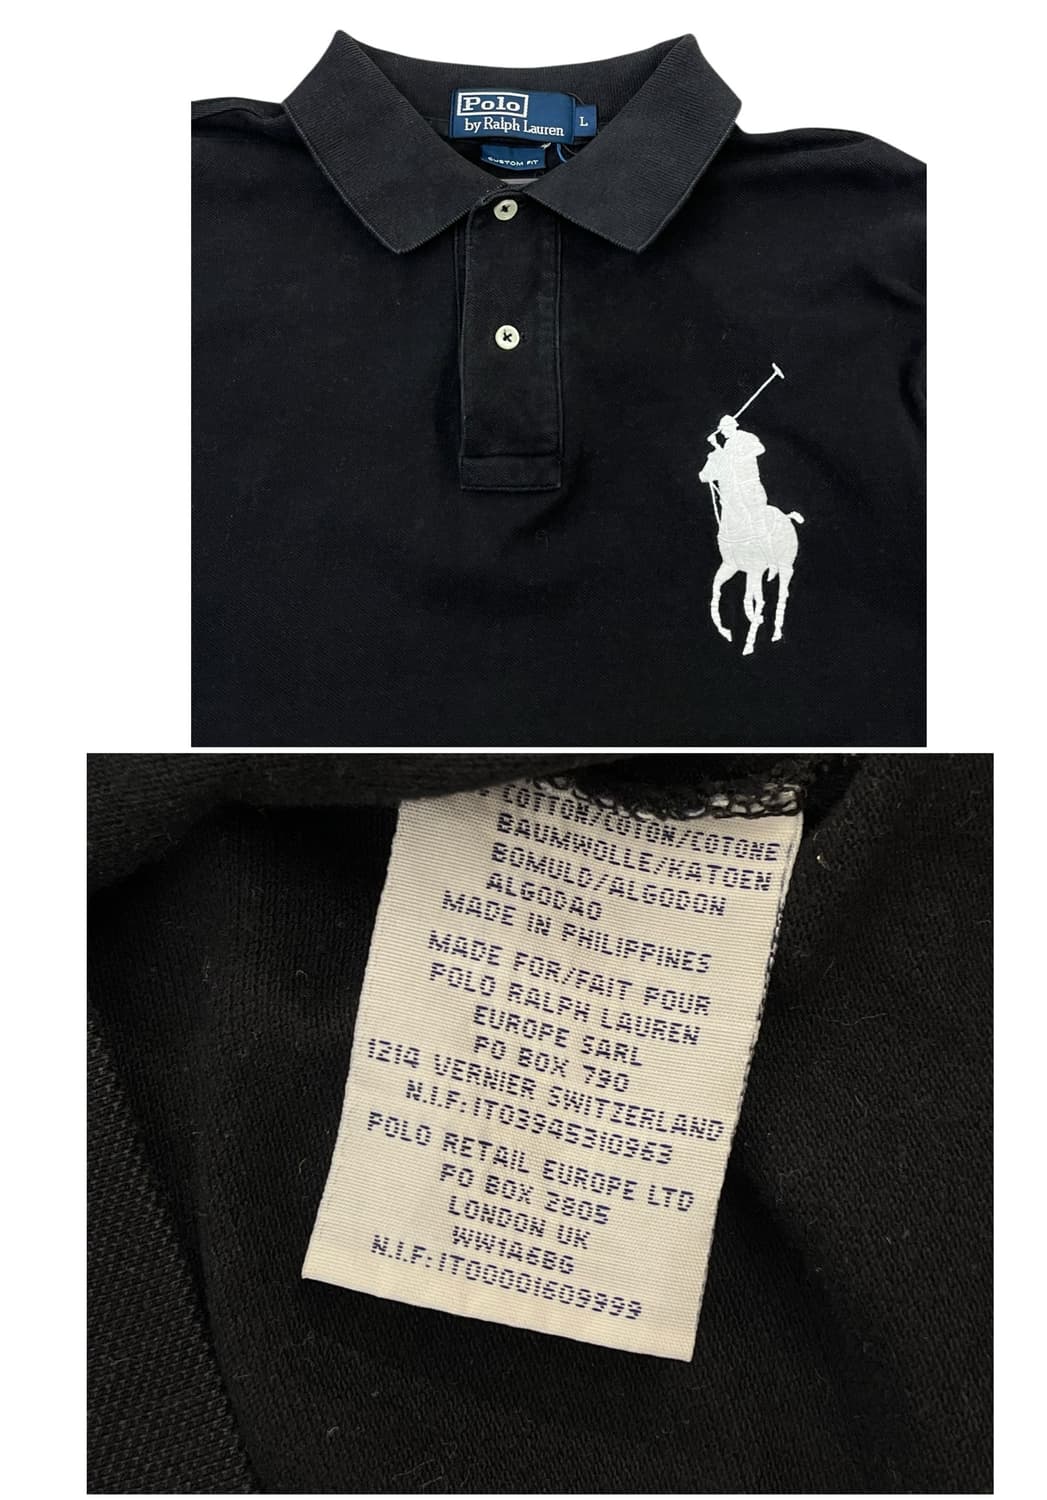 Polo
by Ralph Lauren
L
CUSTOM FIT
COTTON/COTON/COTONE
BAUMWOLLE/KATOEN
BOMULD/ALGODON
ALGODAO
MADE IN PHILIPPINES
MADE FOR/FAIT POUR
POLO RALPH LAUREN
EUROPE SARL
PO BOX 790
1214 VERNIER SWITZERLAND
N.I.F:IT03945310963
POLO RETAIL EUROPE LTD
PO BOX 2805
LONDON UK
WW1A6BG
N.I.F:IT00001609999